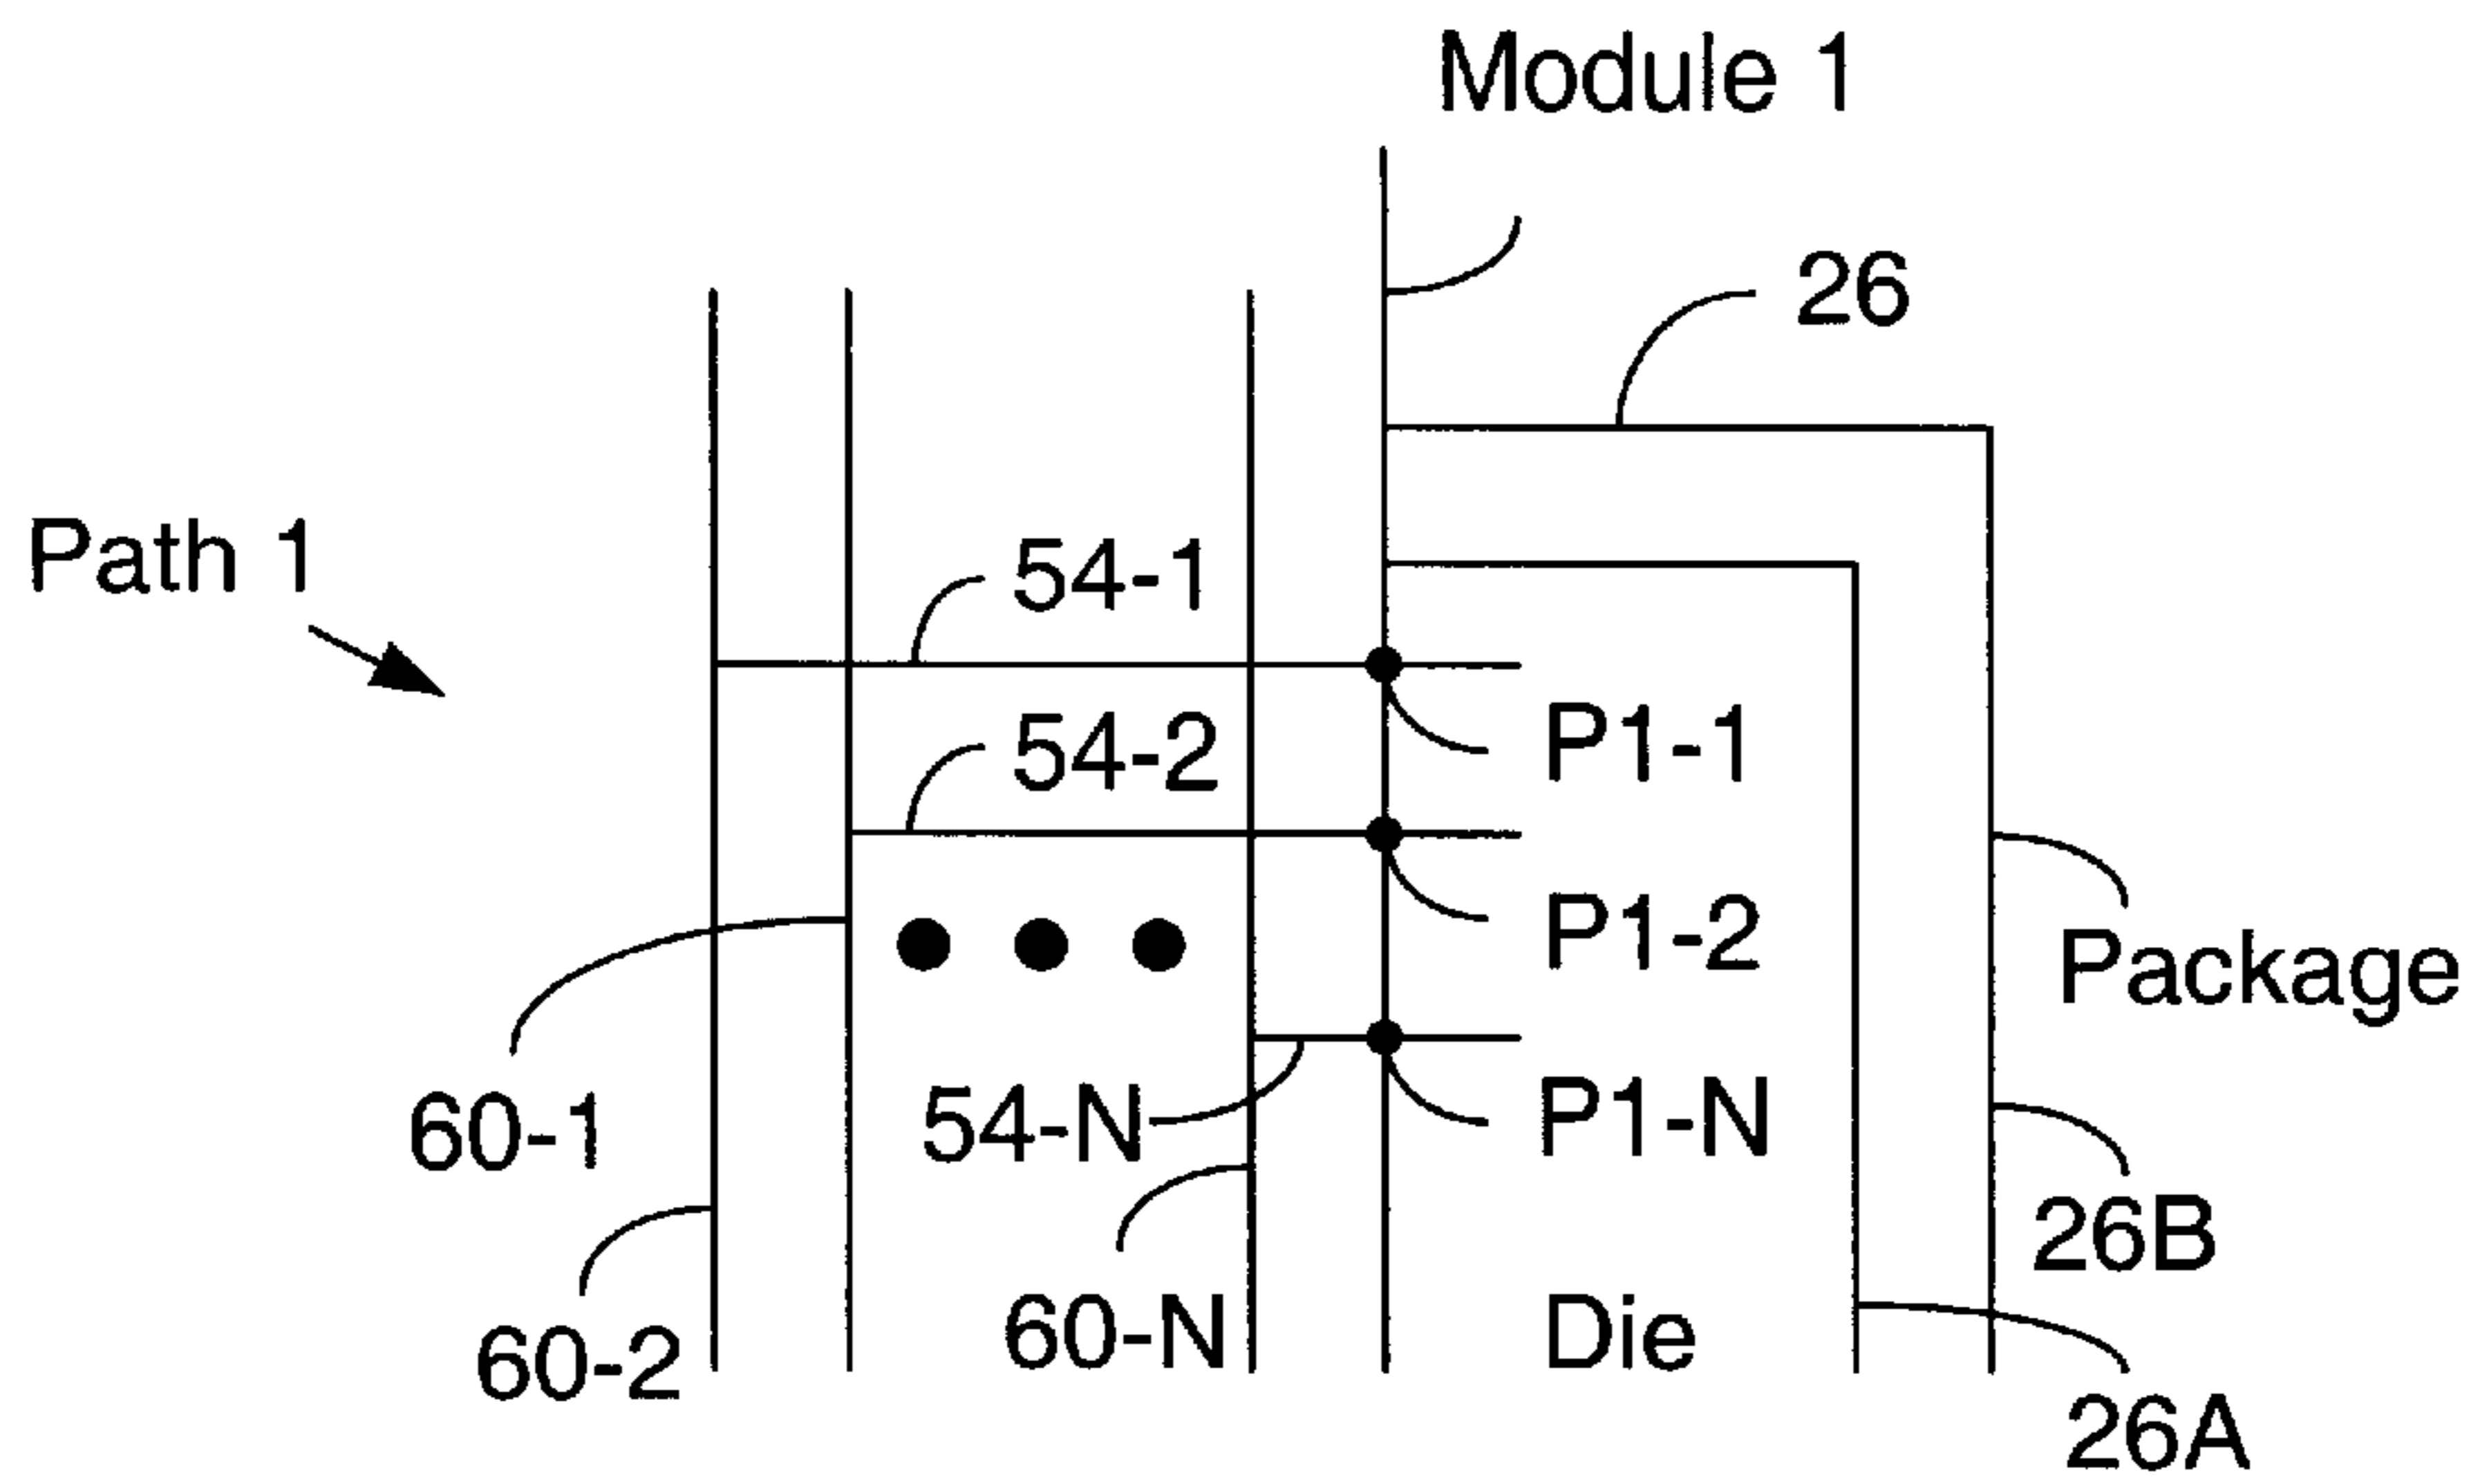 Module 1
26
Path 1
54-1
P1-1
54-2
P1-2
Package
60-1
54-N
P1-N
26B
60-2
60-N
Die
26A